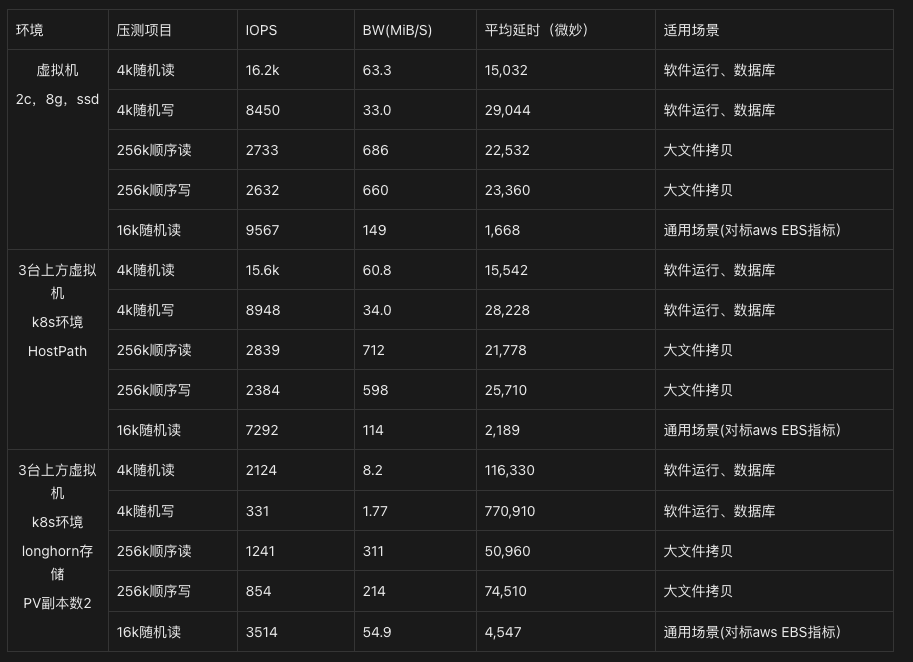 环境 压测项目 IOPS BW(MiB/S) 平均延时（微妙） 适用场景
虚拟机
2c，8g，ssd
4k随机读 16.2k 63.3 15,032 软件运行、数据库
4k随机写 8450 33.0 29,044 软件运行、数据库
256k顺序读 2733 686 22,532 大文件拷贝
256k顺序写 2632 660 23,360 大文件拷贝
16k随机读 9567 149 1,668 通用场景(对标aws EBS指标）
3台上方虚拟
机
k8s环境
HostPath
4k随机读 15.6k 60.8 15,542 软件运行、数据库
4k随机写 8948 34.0 28,228 软件运行、数据库
256k顺序读 2839 712 21,778 大文件拷贝
256k顺序写 2384 598 25,710 大文件拷贝
16k随机读 7292 114 2,189 通用场景(对标aws EBS指标）
3台上方虚拟
机
k8s环境
longhorn存
储
PV副本数2
4k随机读 2124 8.2 116,330 软件运行、数据库
4k随机写 331 1.77 770,910 软件运行、数据库
256k顺序读 1241 311 50,960 大文件拷贝
256k顺序写 854 214 74,510 大文件拷贝
16k随机读 3514 54.9 4,547 通用场景(对标aws EBS指标）